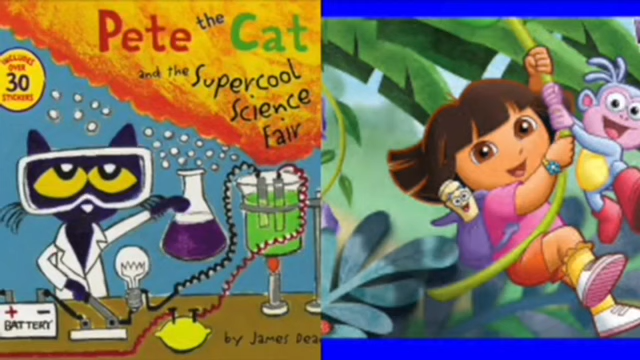 Pete the Cat
and the Supercool
Science
Fair
INCLUDES
OVER
30
STICKERS
+ −
BATTERY
by James Dea